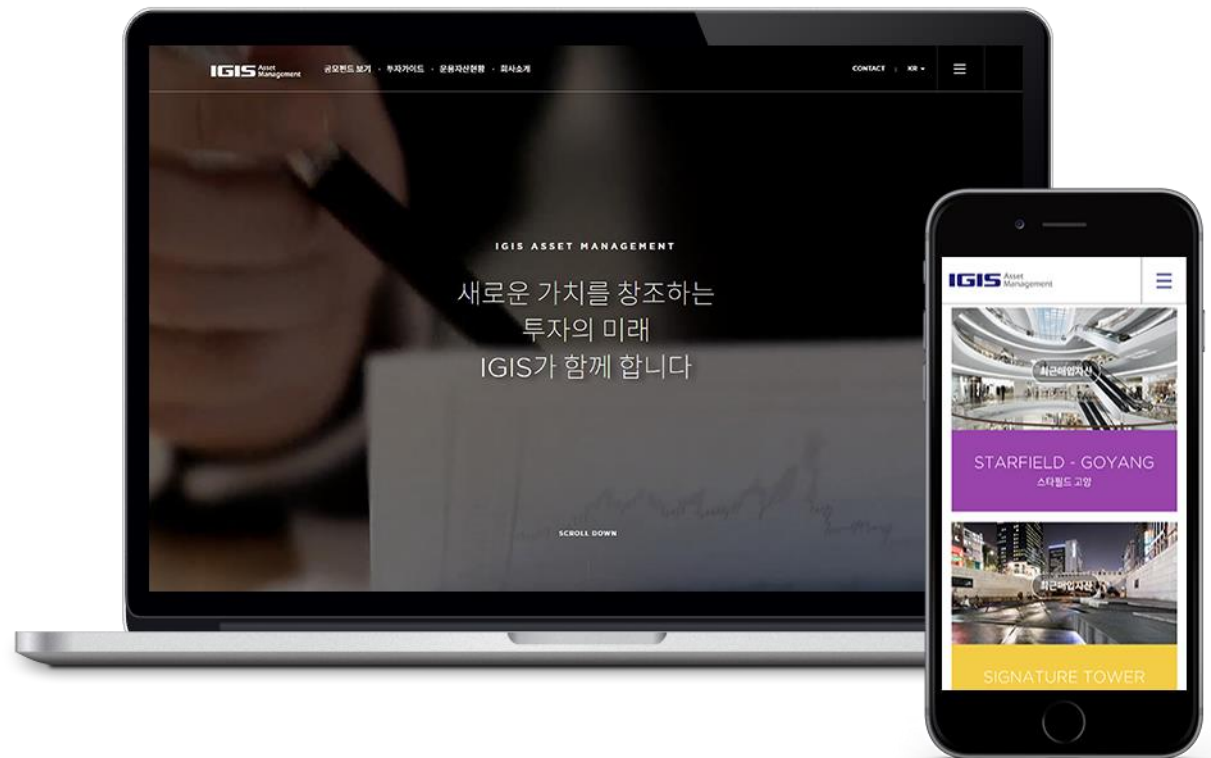 IGIS Asset Management
공모펀드 보기 · 투자가이드 · 운용자산현황 · 회사소개
CONTACT | KR
IGIS ASSET MANAGEMENT
새로운 가치를 창조하는
투자의 미래
IGIS가 함께 합니다
SCROLL DOWN
IGIS Asset Management
최근매입자산
STARFIELD - GOYANG
스타필드 고양
최근매입자산
SIGNATURE TOWER